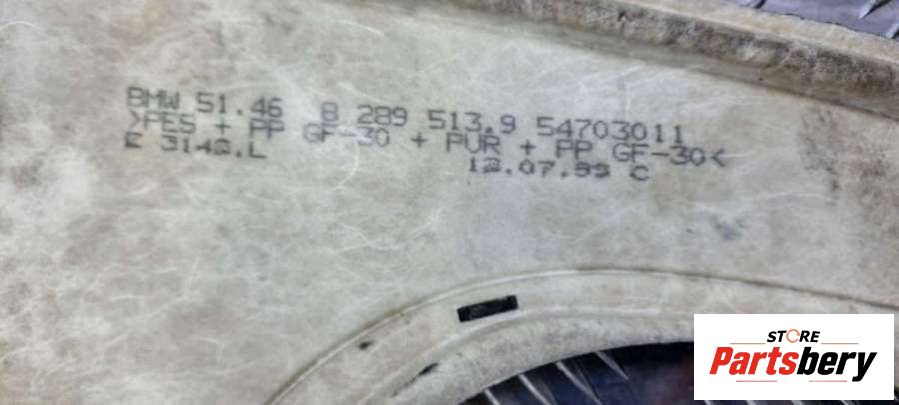 BMW 51.46 8 289 513.9 54703011
>PES + PP GF-30 + PUR + PP GF-30<
E 3142.L
12.07.99 C
STORE
Partsbery